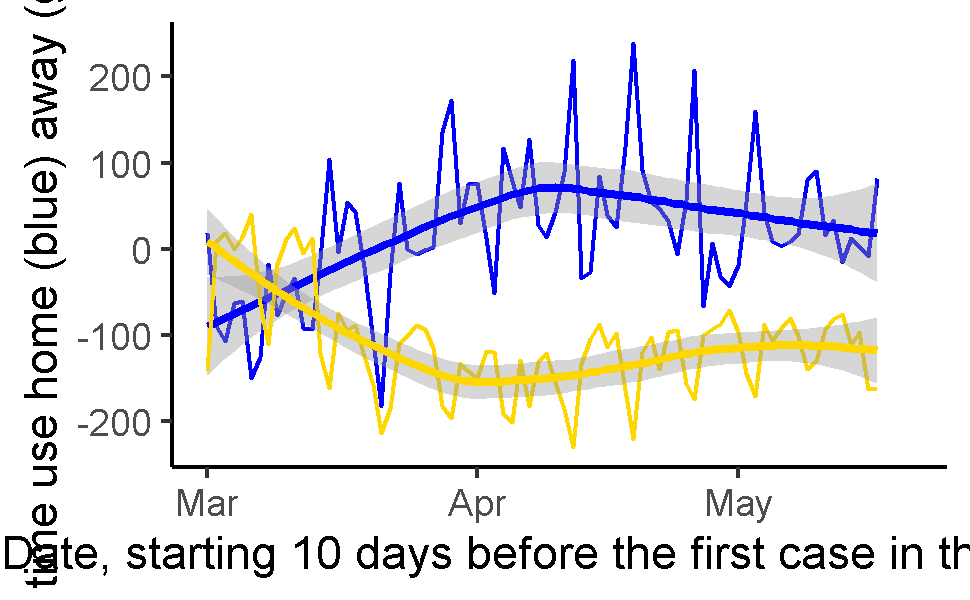 time use home (blue) away (
200
100
0
-100
-200
Mar
Apr
May
Date, starting 10 days before the first case in th